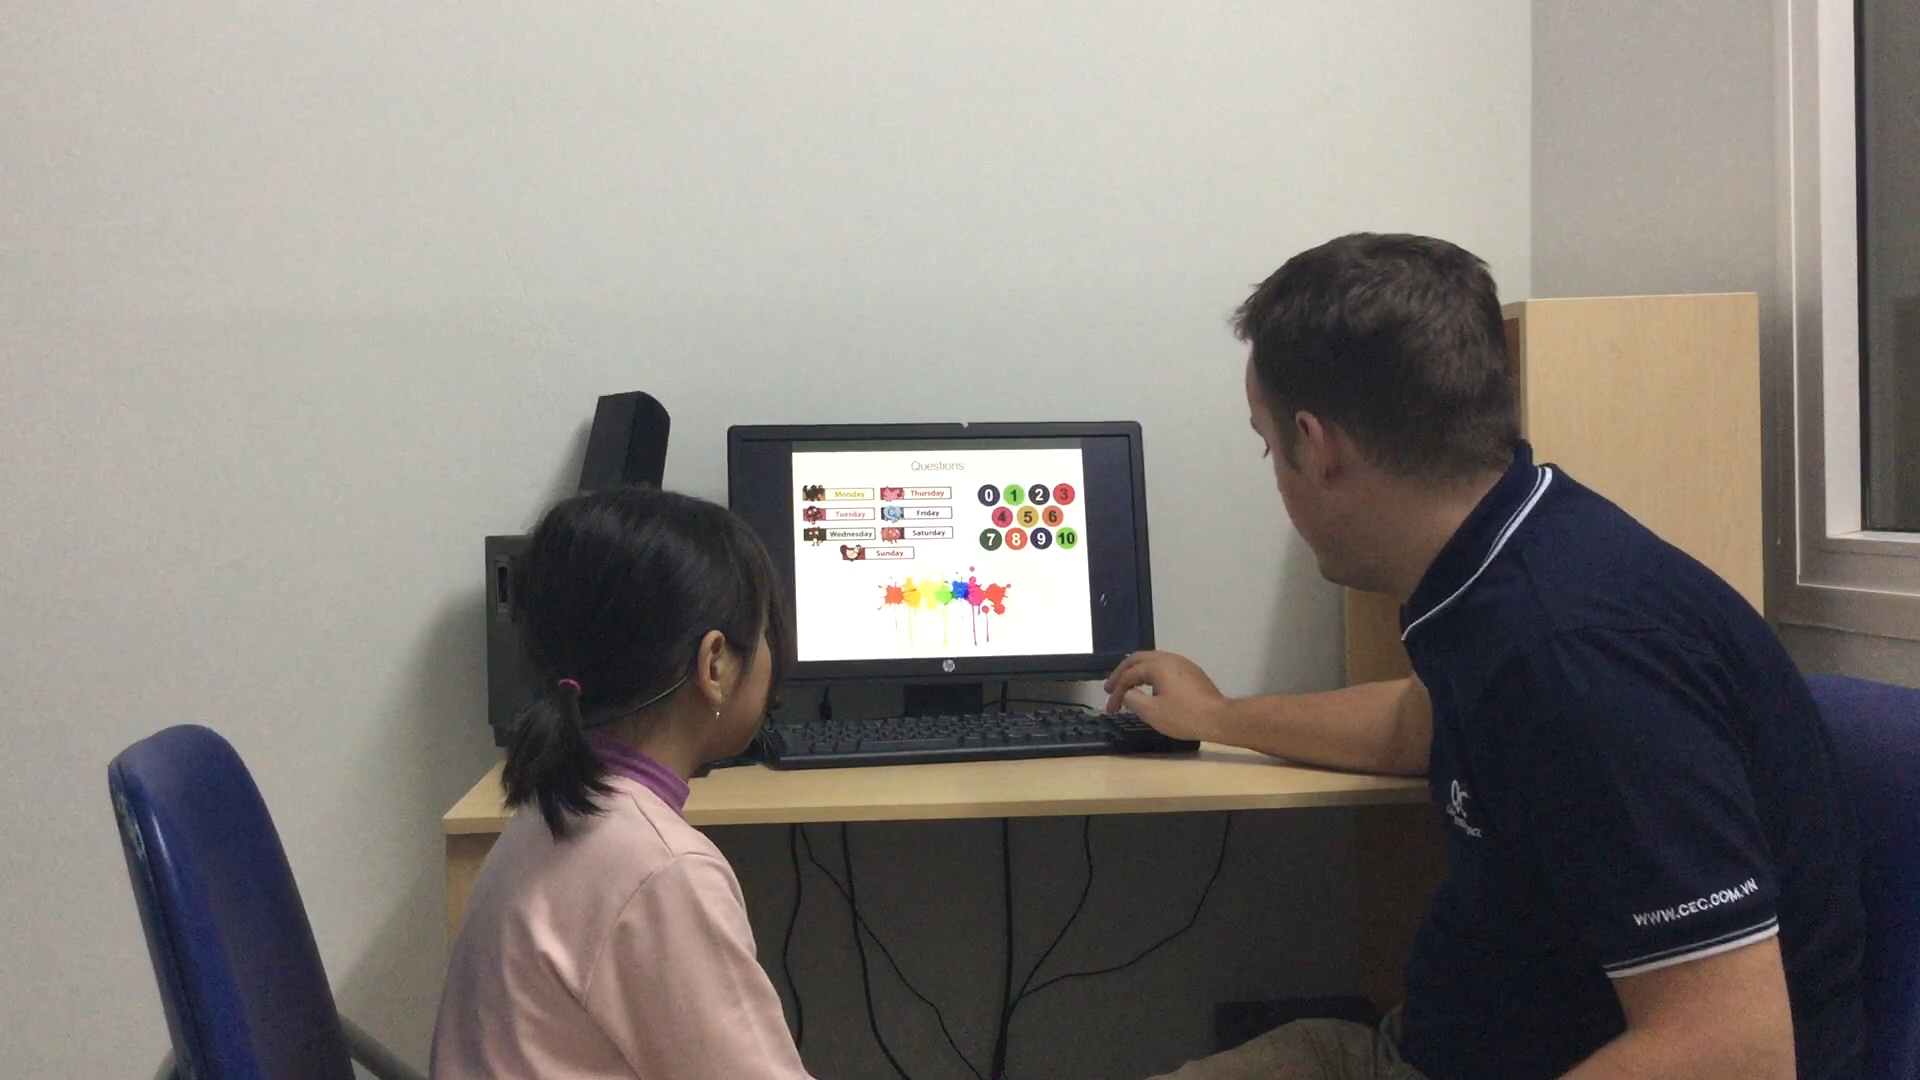 Questions
Monday Thursday
Tuesday Friday
Wednesday Saturday
Sunday
0 1 2 3
4 5 6
7 8 9 10
hp
WWW.CEC.COM.VN